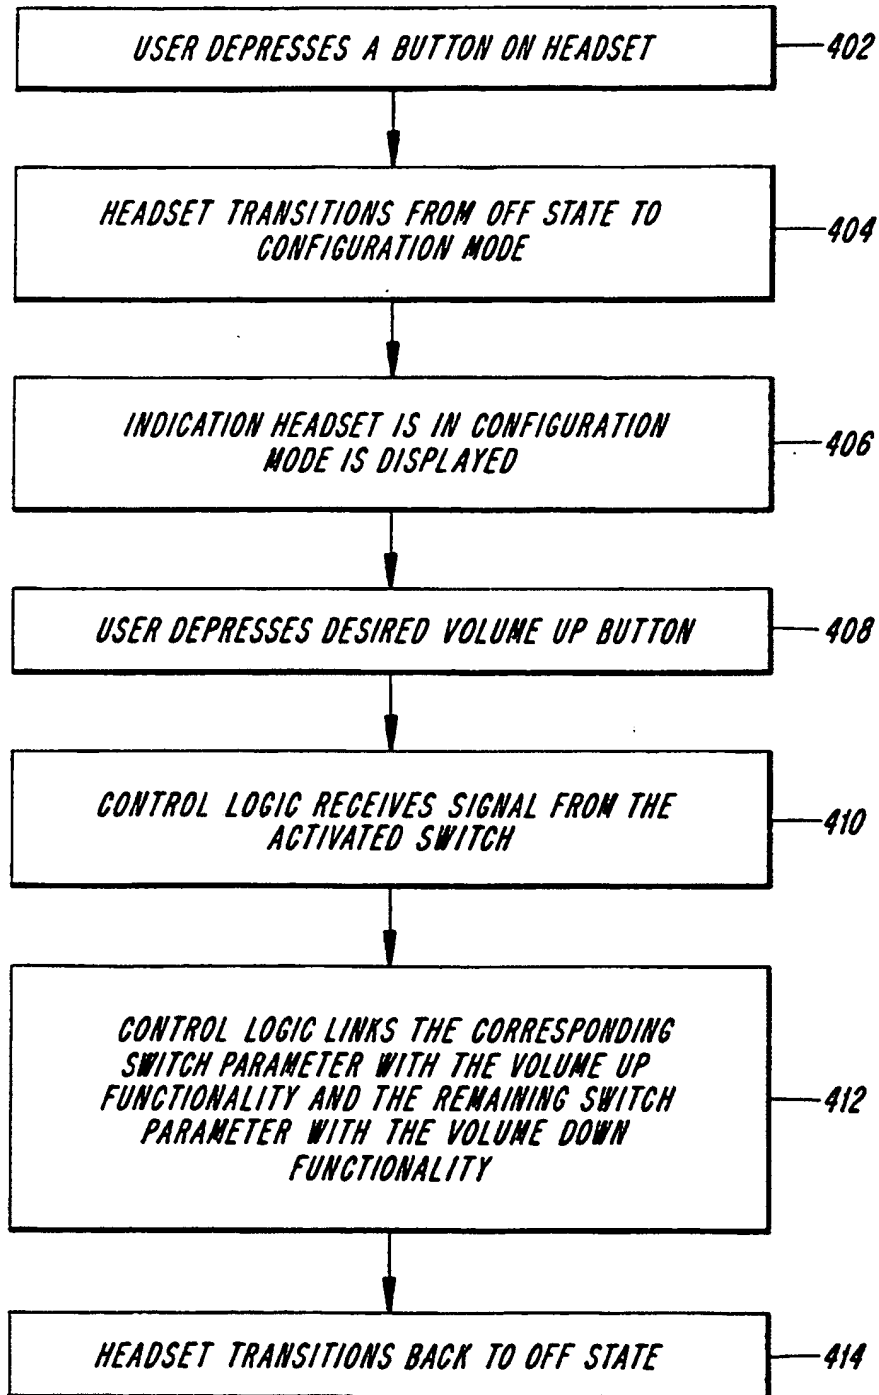 USER DEPRESSES A BUTTON ON HEADSET
402
HEADSET TRANSITIONS FROM OFF STATE TO
CONFIGURATION MODE
404
INDICATION HEADSET IS IN CONFIGURATION
MODE IS DISPLAYED
406
USER DEPRESSES DESIRED VOLUME UP BUTTON
408
CONTROL LOGIC RECEIVES SIGNAL FROM THE
ACTIVATED SWITCH
410
CONTROL LOGIC LINKS THE CORRESPONDING
SWITCH PARAMETER WITH THE VOLUME UP
FUNCTIONALITY AND THE REMAINING SWITCH
PARAMETER WITH THE VOLUME DOWN
FUNCTIONALITY
412
HEADSET TRANSITIONS BACK TO OFF STATE
414